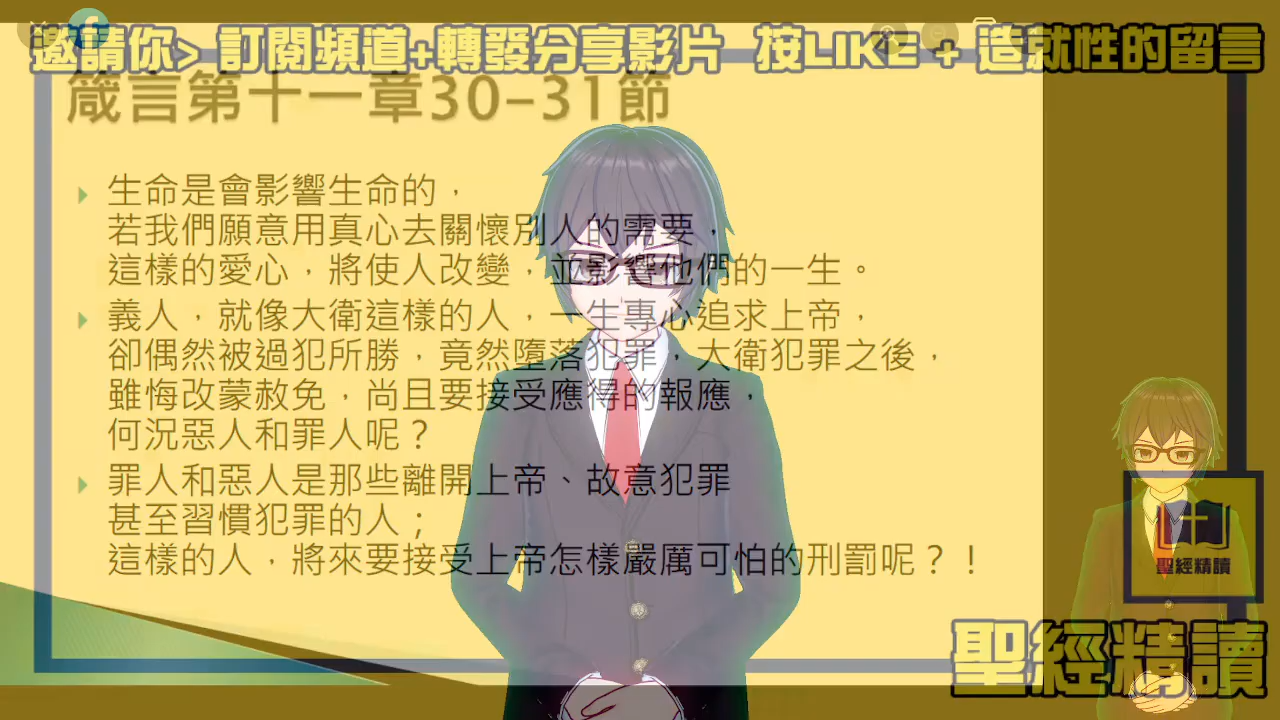 邀請你> 訂閱頻道+轉發分享影片 按LIKE + 造就性的留言
箴言第十一章30-31節
生命是會影響生命的，
若我們願意用真心去關懷別人的需要，
這樣的愛心，將使人改變，並影響他們的一生。
義人，就像大衛這樣的人，一生專心追求上帝，
卻偶然被過犯所勝，竟然墮落犯罪，大衛犯罪之後，
雖悔改蒙赦免，尚且要接受應得的報應，
何況惡人和罪人呢？
罪人和惡人是那些離開上帝、故意犯罪
甚至習慣犯罪的人；
這樣的人，將來要接受上帝怎樣嚴厲可怕的刑罰呢？！
聖經精讀
聖經精讀